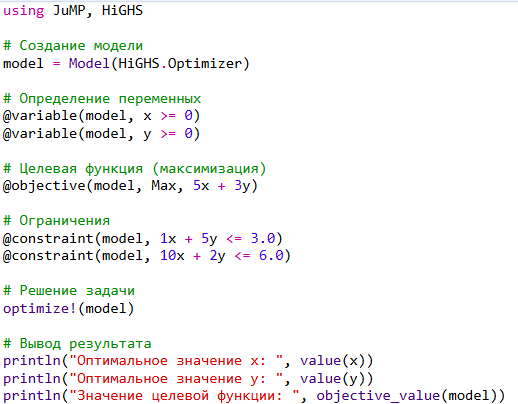 using JuMP, HiGHS
# Создание модели
model = Model(HiGHS.Optimizer)
# Определение переменных
@variable(model, x >= 0)
@variable(model, y >= 0)
# Целевая функция (максимизация)
@objective(model, Max, 5x + 3y)
# Ограничения
@constraint(model, 1x + 5y <= 3.0)
@constraint(model, 10x + 2y <= 6.0)
# Решение задачи
optimize!(model)
# Вывод результата
println("Оптимальное значение x: ", value(x))
println("Оптимальное значение y: ", value(y))
println("Значение целевой функции: ", objective_value(model))